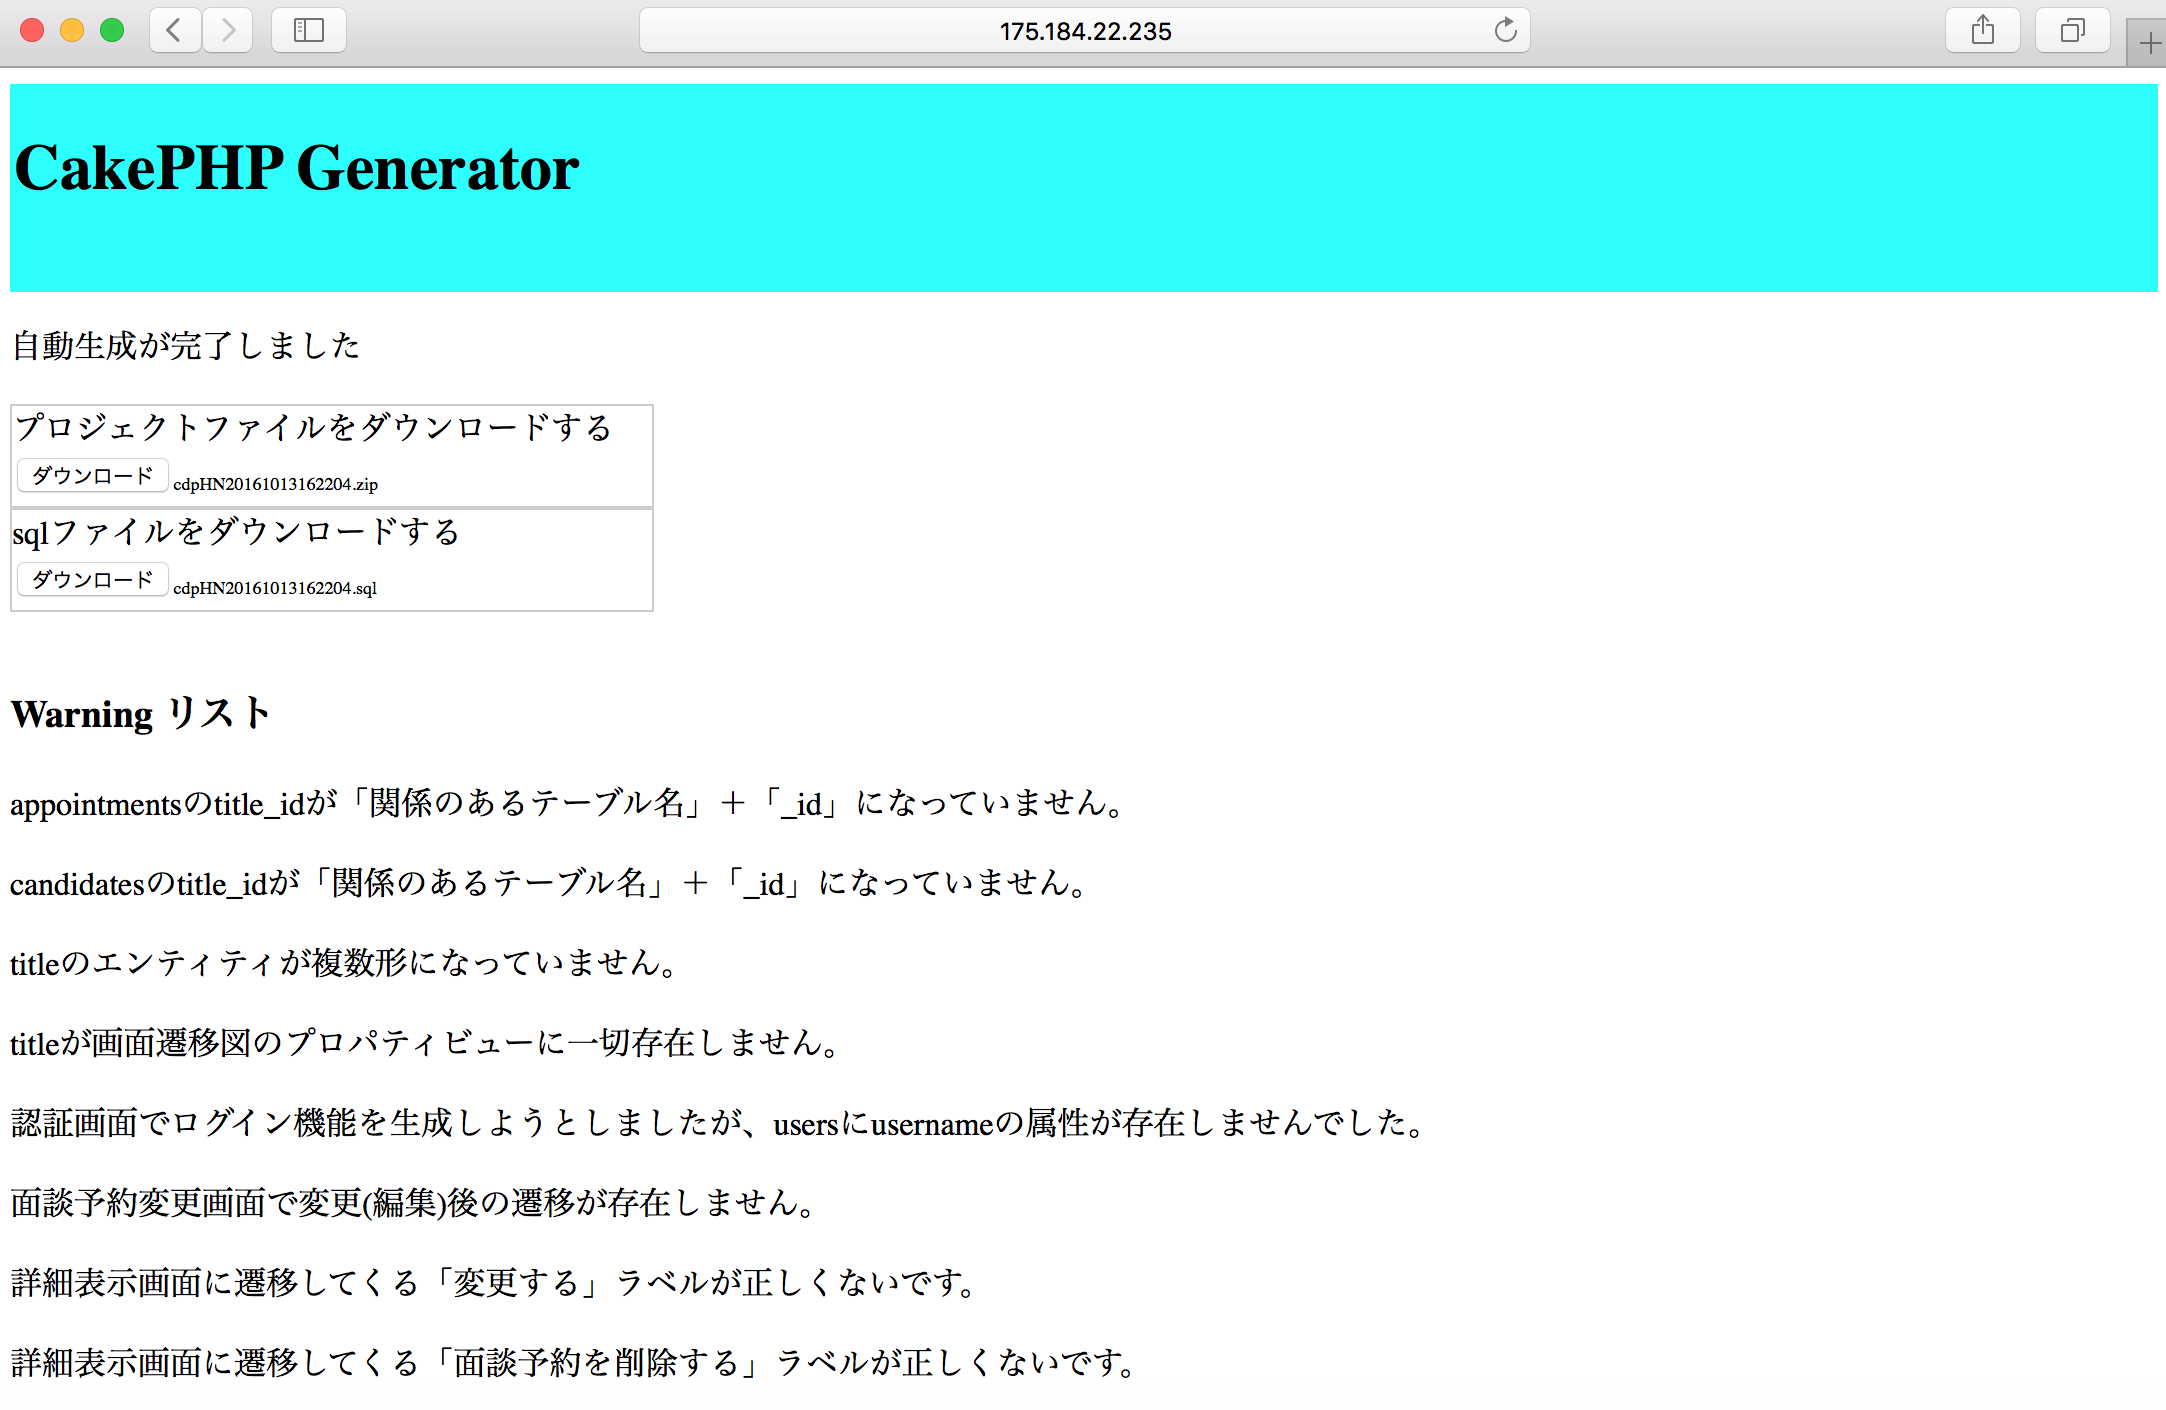 175.184.22.235
CakePHP Generator
自動生成が完了しました
プロジェクトファイルをダウンロードする
ダウンロード cdpHN20161013162204.zip
sqlファイルをダウンロードする
ダウンロード cdpHN20161013162204.sql
Warning リスト
appointmentsのtitle_idが「関係のあるテーブル名」＋「_id」になっていません。
candidatesのtitle_idが「関係のあるテーブル名」＋「_id」になっていません。
titleのエンティティが複数形になっていません。
titleが画面遷移図のプロパティビューに一切存在しません。
認証画面でログイン機能を生成しようとしましたが、usersにusernameの属性が存在しませんでした。
面談予約変更画面で変更(編集)後の遷移が存在しません。
詳細表示画面に遷移してくる「変更する」ラベルが正しくないです。
詳細表示画面に遷移してくる「面談予約を削除する」ラベルが正しくないです。